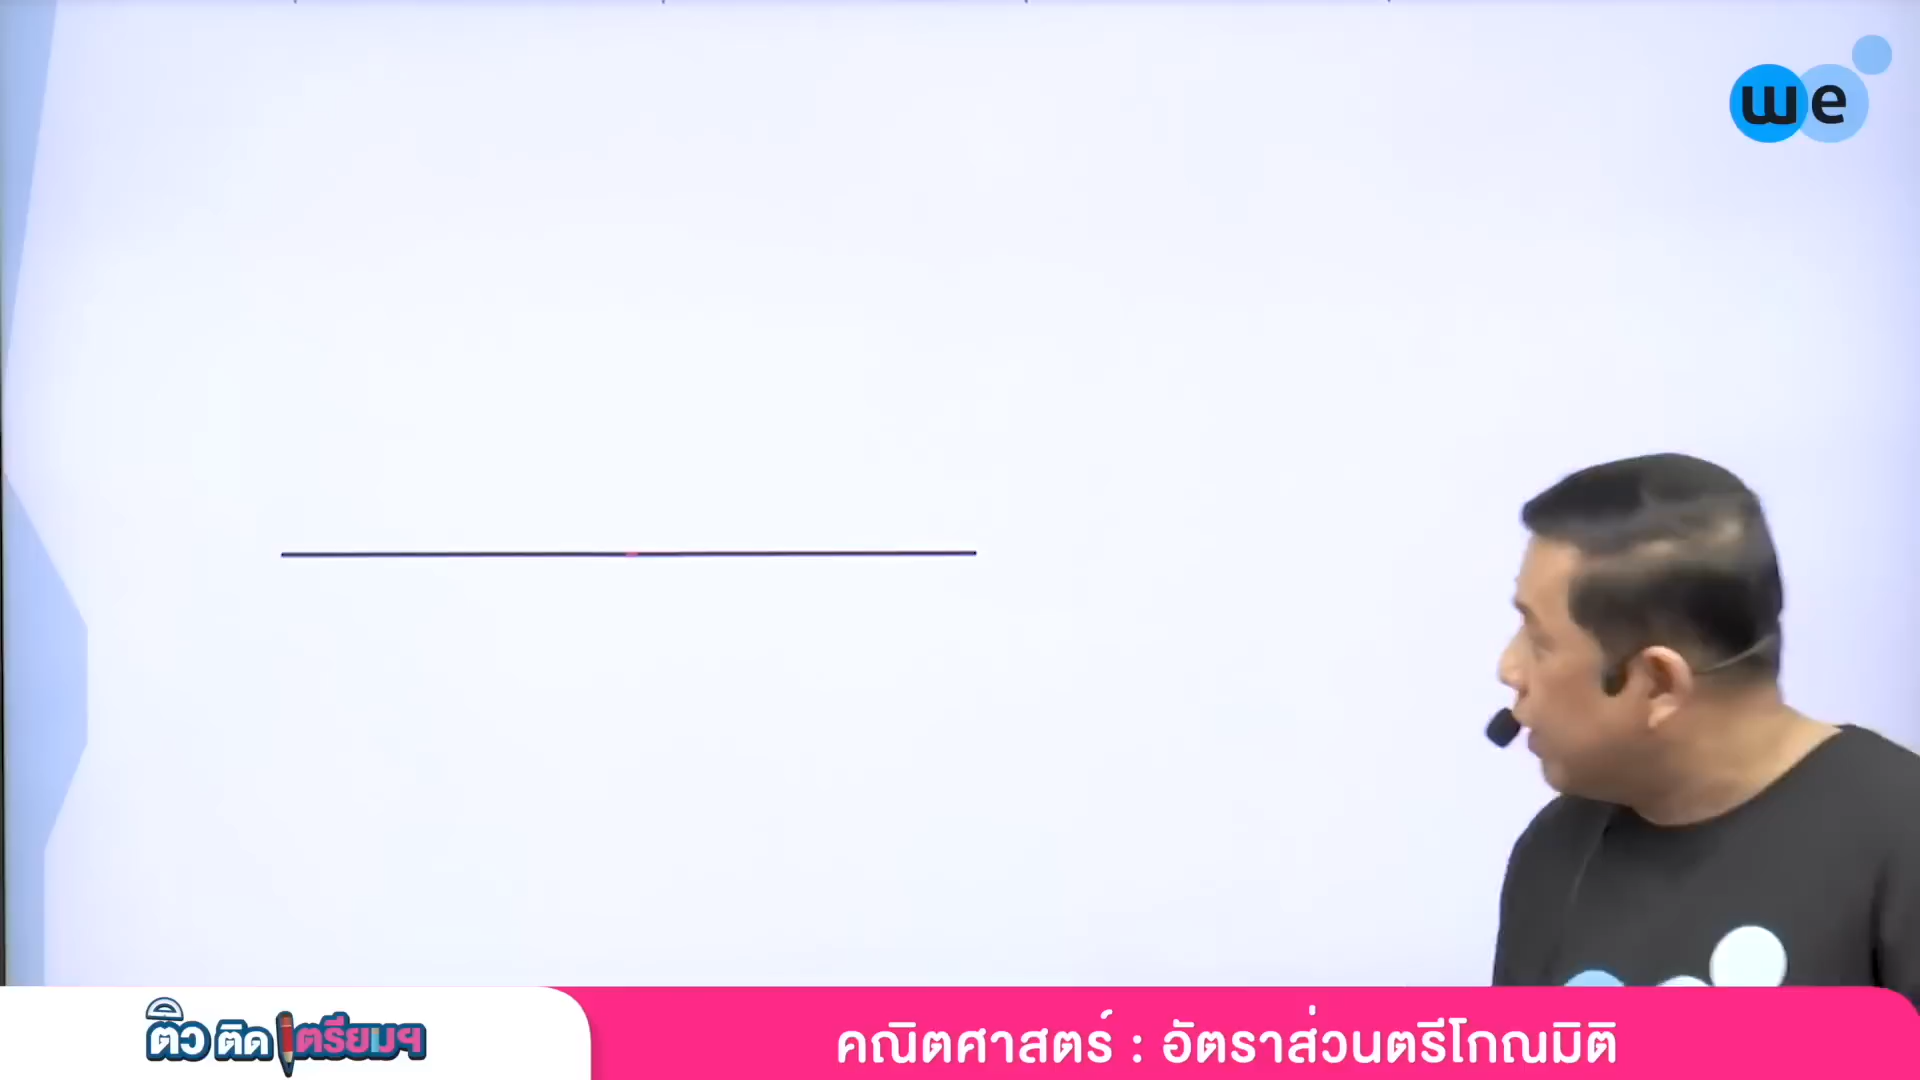 we
ติว ติด เตรียมฯ
คณิตศาสตร์ : อัตราส่วนตรีโกณมิติ